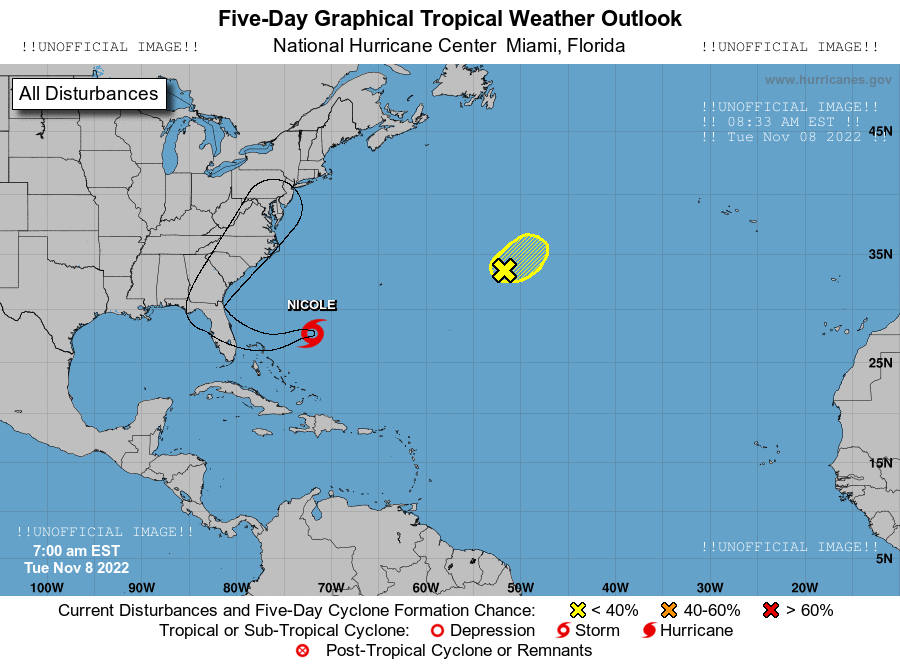 Five-Day Graphical Tropical Weather Outlook
!!UNOFFICIAL IMAGE!! National Hurricane Center Miami, Florida !!UNOFFICIAL IMAGE!!
www.hurricanes.gov
All Disturbances
!!UNOFFICIAL IMAGE!!
!! 08:33 AM EST !!
!! Tue Nov 08 2022 !!
45N
35N
NICOLE
25N
15N
!!UNOFFICIAL IMAGE!!
!!UNOFFICIAL IMAGE!!
7:00 am EST
5N
Tue Nov 8 2022
100W 90W 80W 70W 60W 50W 40W 30W 20W
Current Disturbances and Five-Day Cyclone Formation Chance: < 40% 40-60% > 60%
Tropical or Sub-Tropical Cyclone: Depression Storm Hurricane
Post-Tropical Cyclone or Remnants